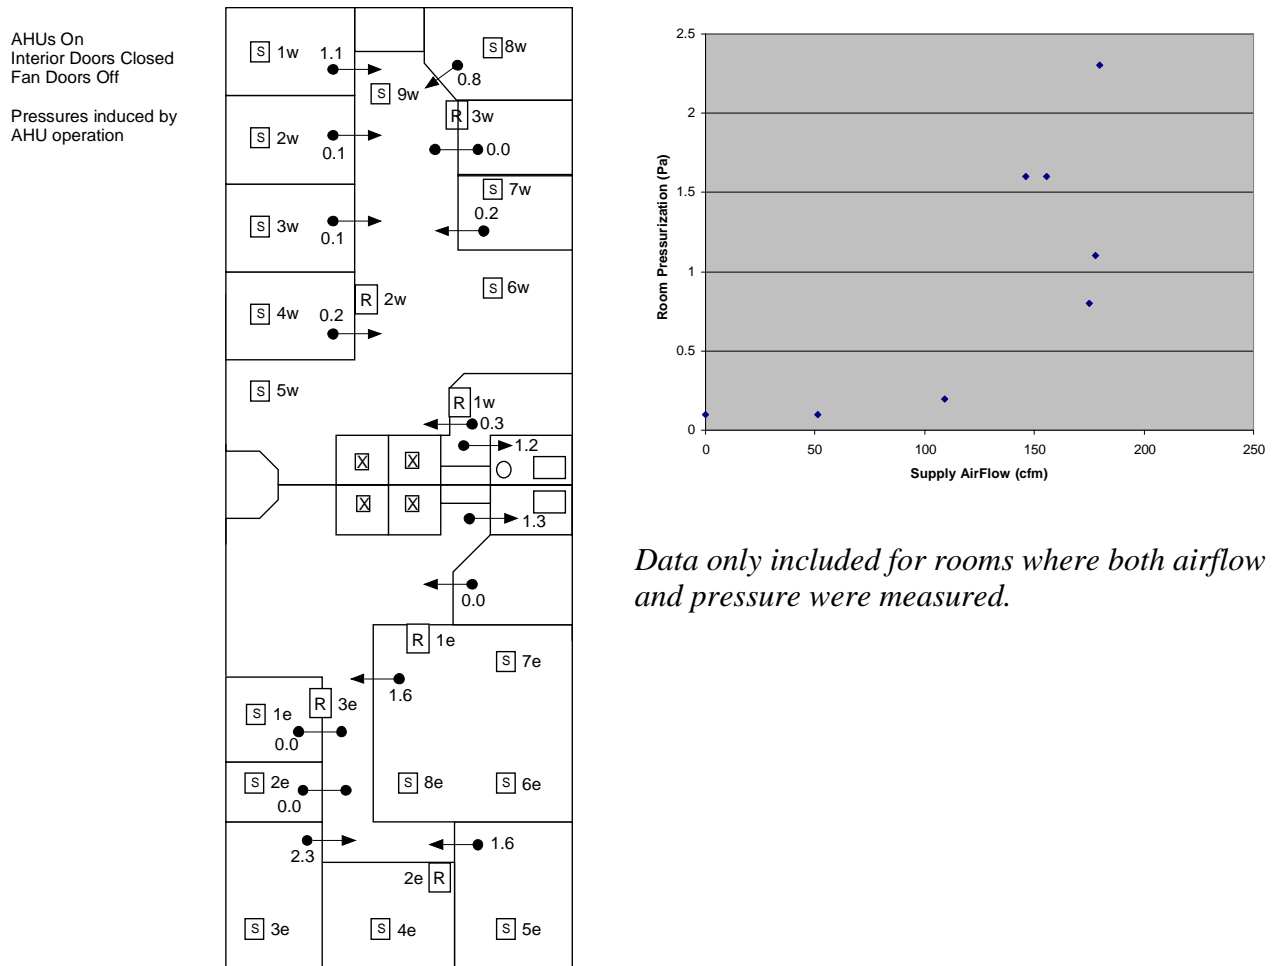 AHUs On
Interior Doors Closed
Fan Doors Off
Pressures induced by
AHU operation
S 1w
1.1
S 8w
0.8
S 9w
R 3w
S 2w
0.1
0.0
S 7w
0.2
S 3w
0.1
S 6w
R 2w
S 4w
0.2
S 5w
R 1w
0.3
1.2
X X
X X
1.3
0.0
R 1e
S 7e
1.6
R 3e
S 1e
0.0
S 2e
0.0
S 8e
S 6e
2.3
1.6
2e R
S 3e
S 4e
S 5e
2.5
2
1.5
1
0.5
0
Room Pressurization (Pa)
0 50 100 150 200 250
Supply AirFlow (cfm)
Data only included for rooms where both airflow
and pressure were measured.